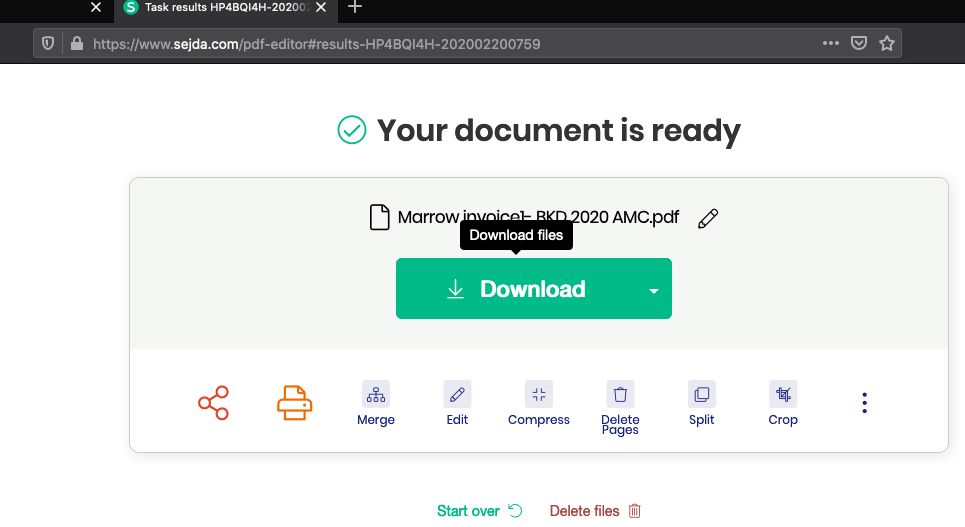 Task results HP4BQI4H-20200
https://www.sejda.com/pdf-editor#results-HP4BQI4H-202002200759
Your document is ready
Marrow invoice1- BKD 2020 AMC.pdf
Download files
Download
Merge
Edit
Compress
Delete
Pages
Split
Crop
Start over
Delete files